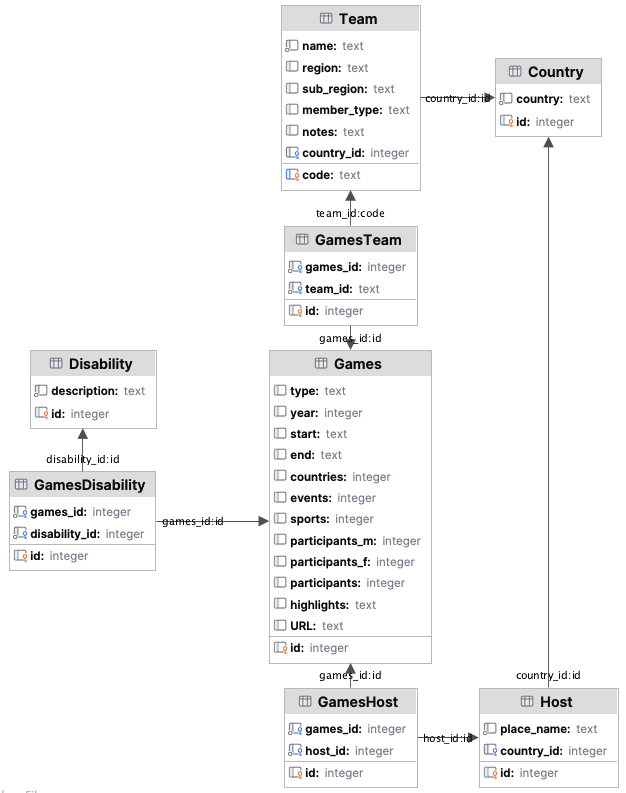 Team
name: text
region: text
sub_region: text
member_type: text
notes: text
country_id: integer
code: text
country_id:id
Country
country: text
id: integer
team_id:code
GamesTeam
games_id: integer
team_id: text
id: integer
games_id:id
Disability
description: text
id: integer
disability_id:id
GamesDisability
games_id: integer
disability_id: integer
id: integer
games_id:id
Games
type: text
year: integer
start: text
end: text
countries: integer
events: integer
sports: integer
participants_m: integer
participants_f: integer
participants: integer
highlights: text
URL: text
id: integer
games_id:id
country_id:id
GamesHost
games_id: integer
host_id: integer
id: integer
host_id:id
Host
place_name: text
country_id: integer
id: integer